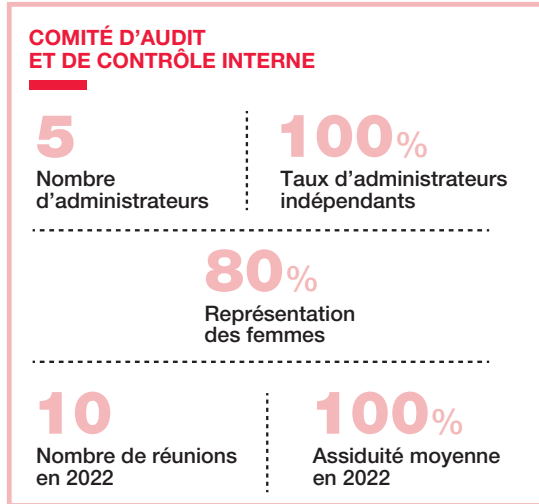 COMITÉ D'AUDIT
ET DE CONTRÔLE INTERNE
5
Nombre
d'administrateurs
100%
Taux d'administrateurs
indépendants
80%
Représentation
des femmes
10
Nombre de réunions
en 2022
100%
Assiduité moyenne
en 2022